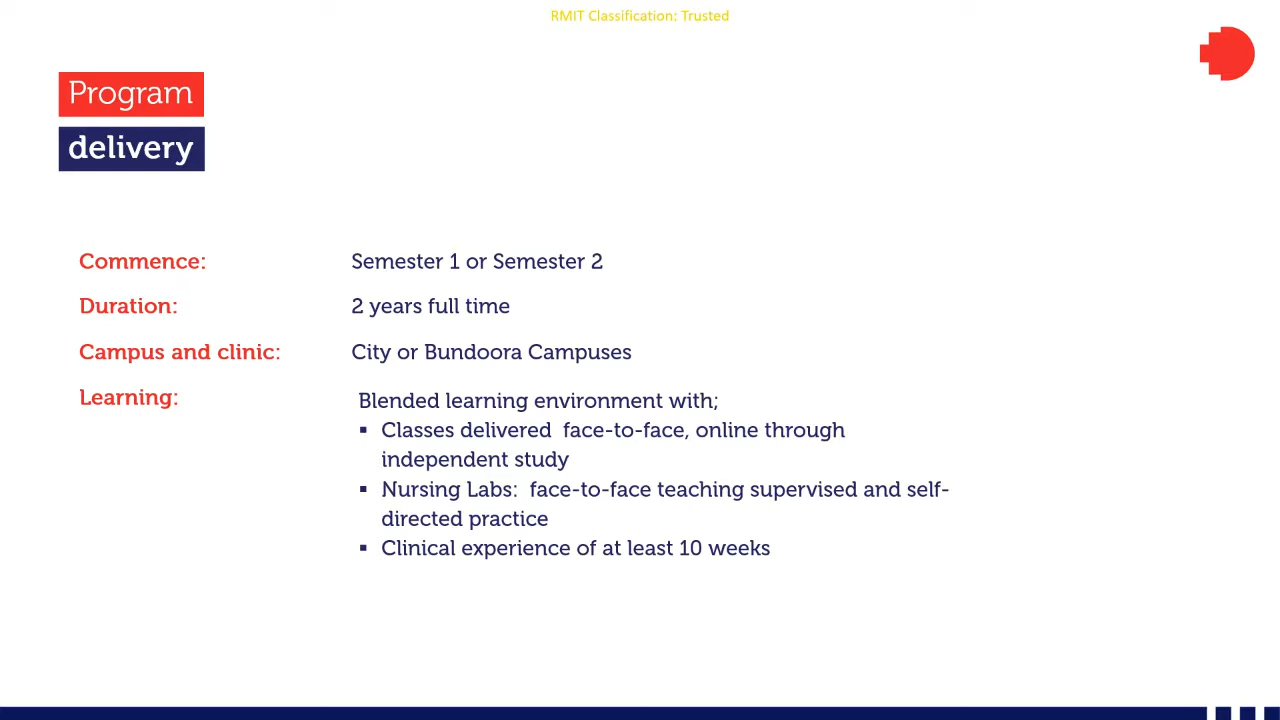 RMIT Classification: Trusted
Program
delivery
Commence: Semester 1 or Semester 2
Duration: 2 years full time
Campus and clinic: City or Bundoora Campuses
Learning: Blended learning environment with;
▪ Classes delivered  face-to-face, online through
independent study
▪ Nursing Labs:  face-to-face teaching supervised and self-
directed practice
▪ Clinical experience of at least 10 weeks